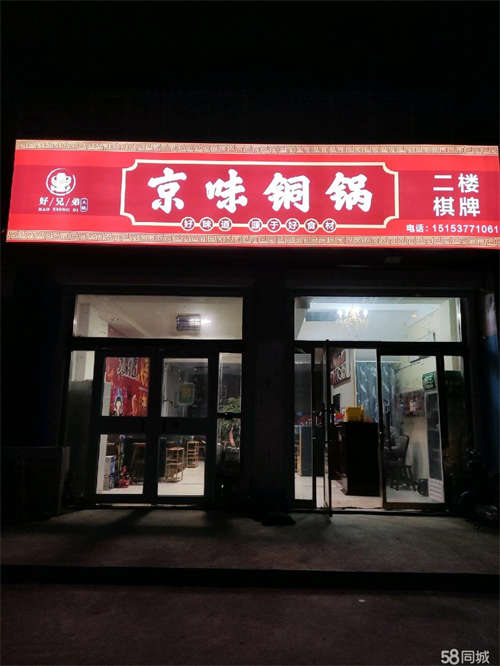 好/兄/弟
HAO XIONG DI
京味铜锅
好味道 源于好食材
二楼
棋牌
电话：15153771061
58同城